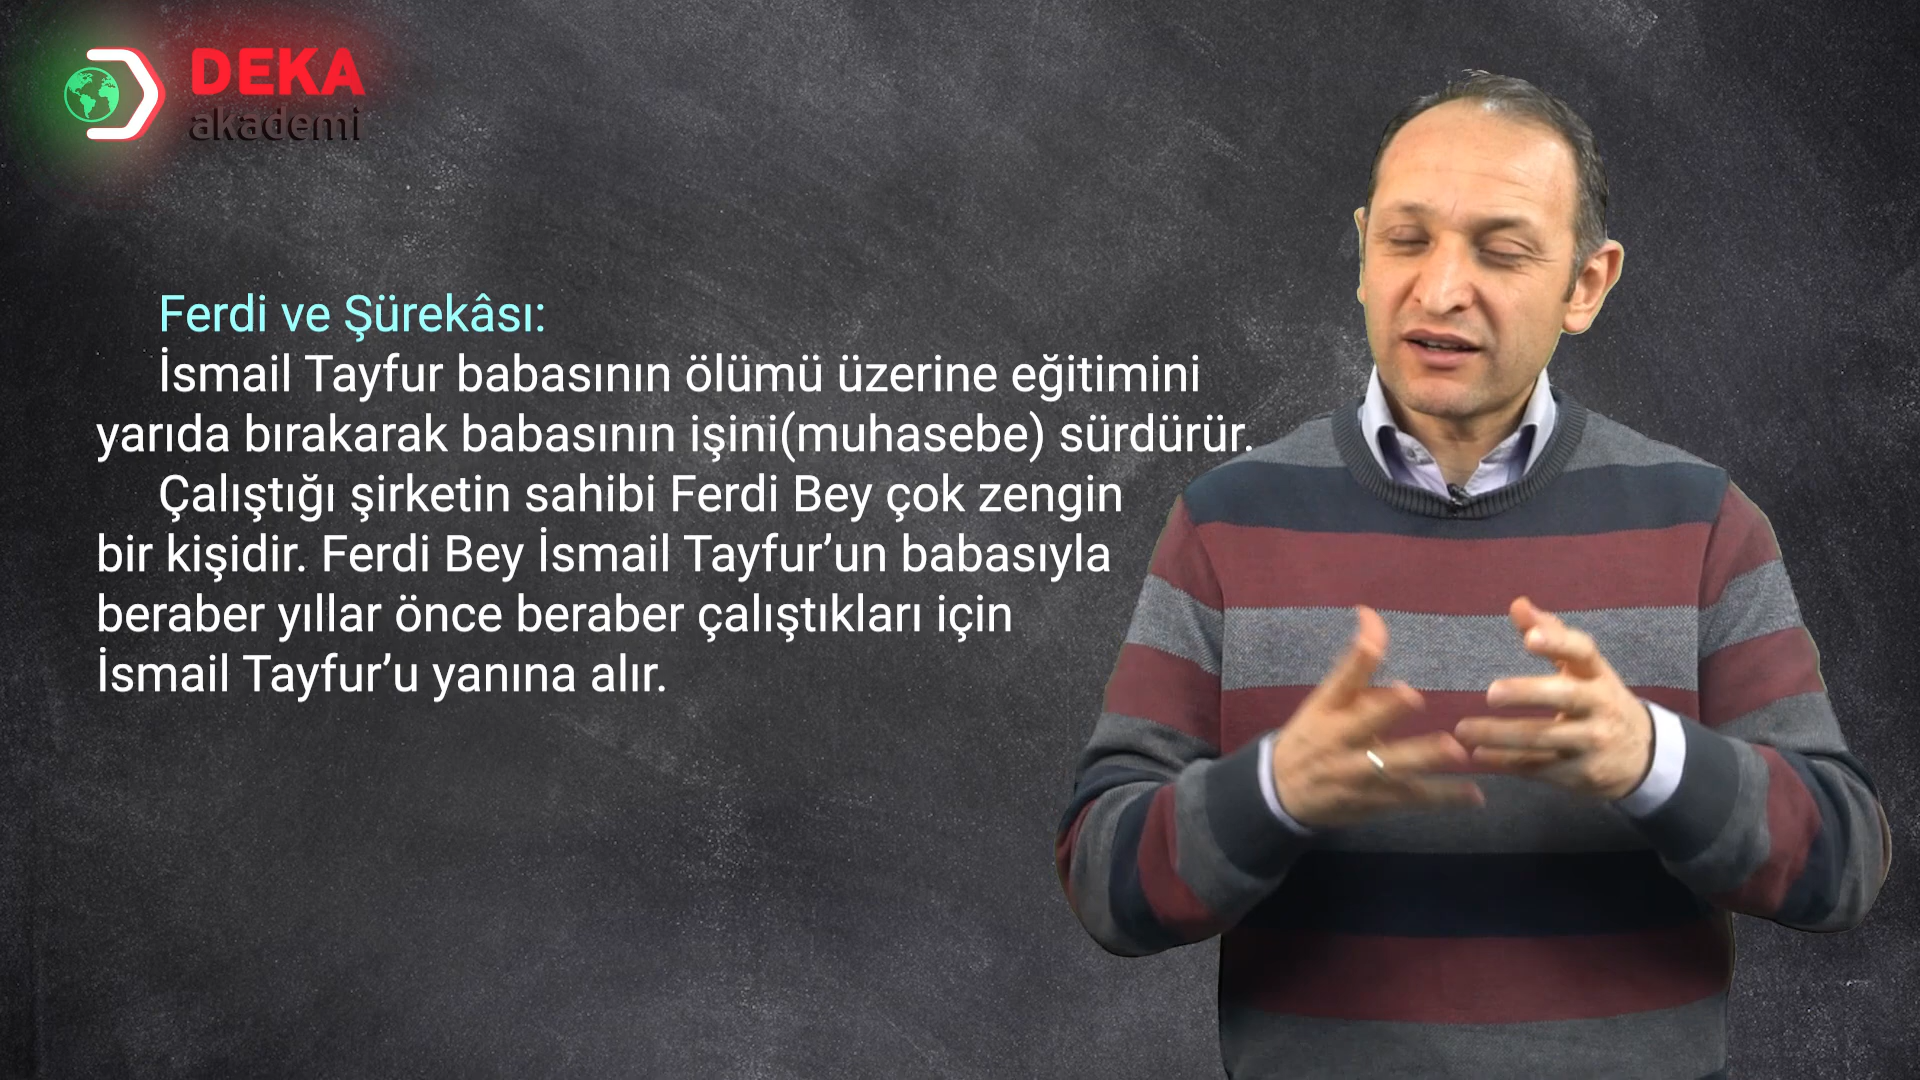 DEKA
akademi
Ferdi ve Şürekâsı:
İsmail Tayfur babasının ölümü üzerine eğitimini
yarıda bırakarak babasının işini(muhasebe) sürdürür.
Çalıştığı şirketin sahibi Ferdi Bey çok zengin
bir kişidir. Ferdi Bey İsmail Tayfur’un babasıyla
beraber yıllar önce beraber çalıştıkları için
İsmail Tayfur’u yanına alır.